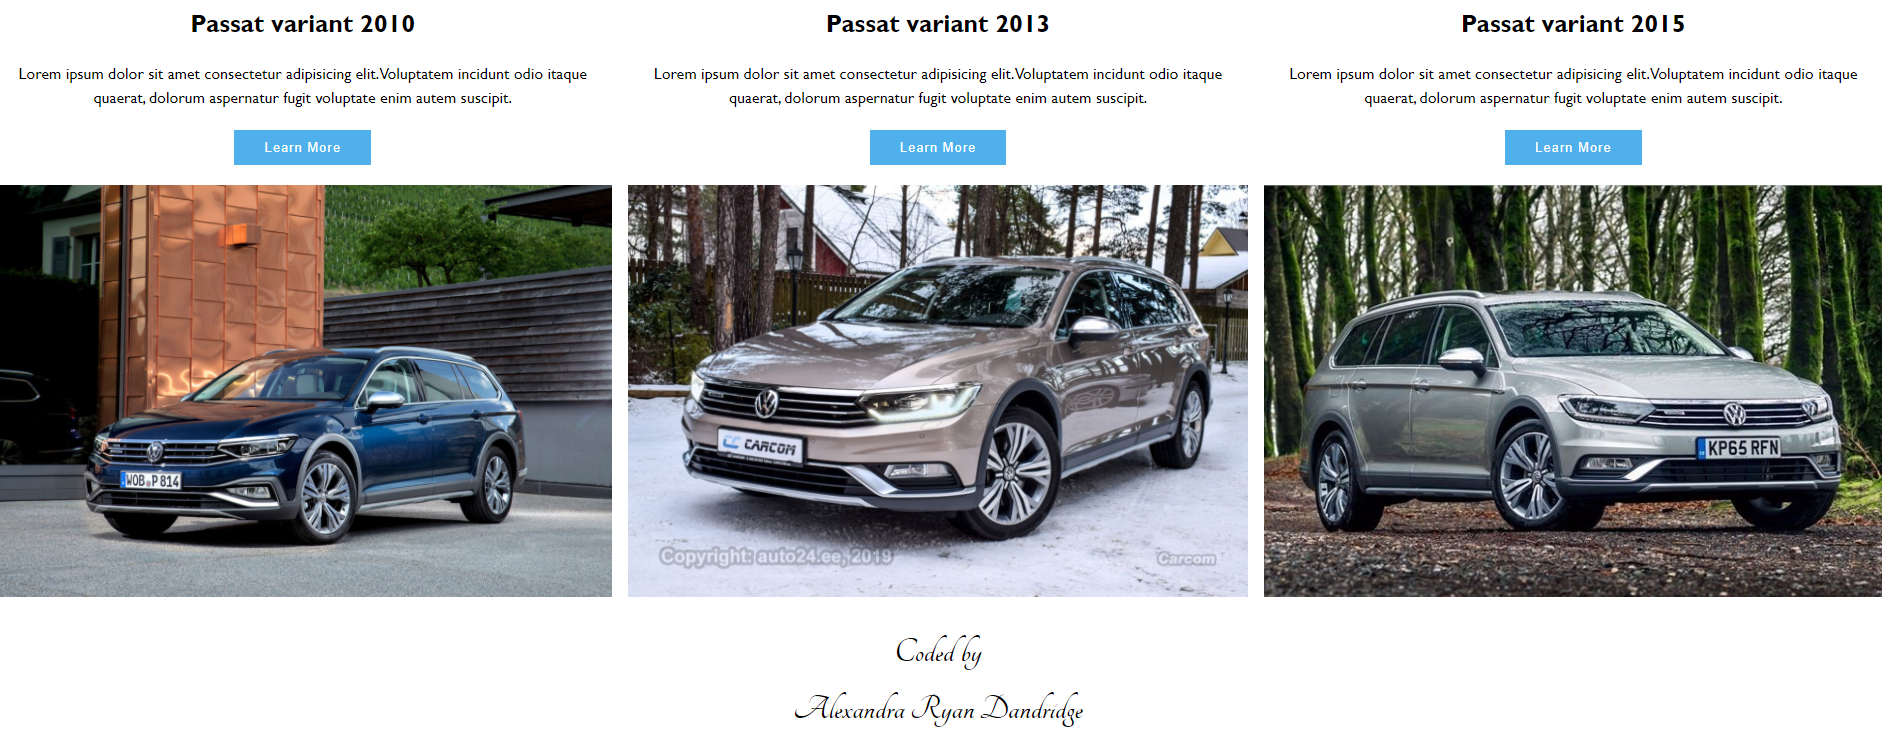 Passat variant 2010
Lorem ipsum dolor sit amet consectetur adipisicing elit. Voluptatem incidunt odio itaque
quaerat, dolorum aspernatur fugit voluptate enim autem suscipit.
Learn More
WOB P 814
Passat variant 2013
Lorem ipsum dolor sit amet consectetur adipisicing elit. Voluptatem incidunt odio itaque
quaerat, dolorum aspernatur fugit voluptate enim autem suscipit.
Learn More
CC CARCOM
Copyright: auto24.ee, 2019
Carcom
Passat variant 2015
Lorem ipsum dolor sit amet consectetur adipisicing elit. Voluptatem incidunt odio itaque
quaerat, dolorum aspernatur fugit voluptate enim autem suscipit.
Learn More
KP65 RFN
Coded by
Alexandra Ryan Dandridge